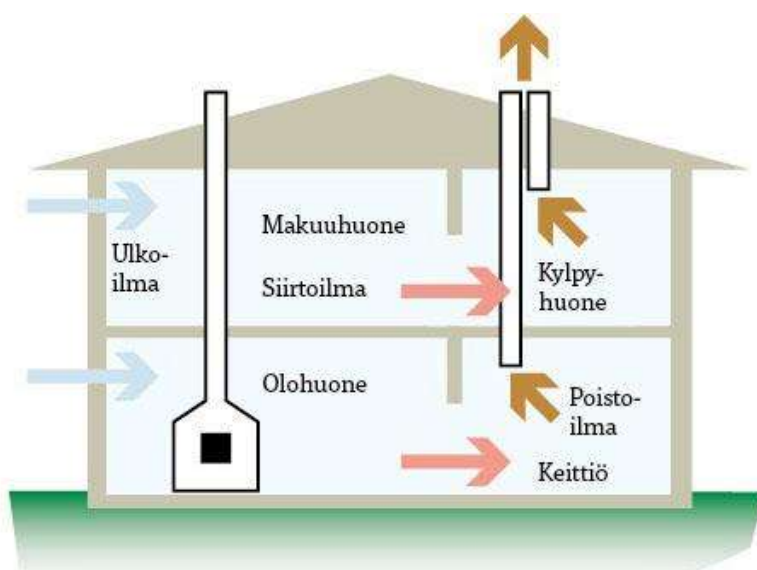 Makuuhuone
Ulko-
ilma
Siirtoilma
Kylpy-
huone
Olohuone
Poisto-
ilma
Keittiö